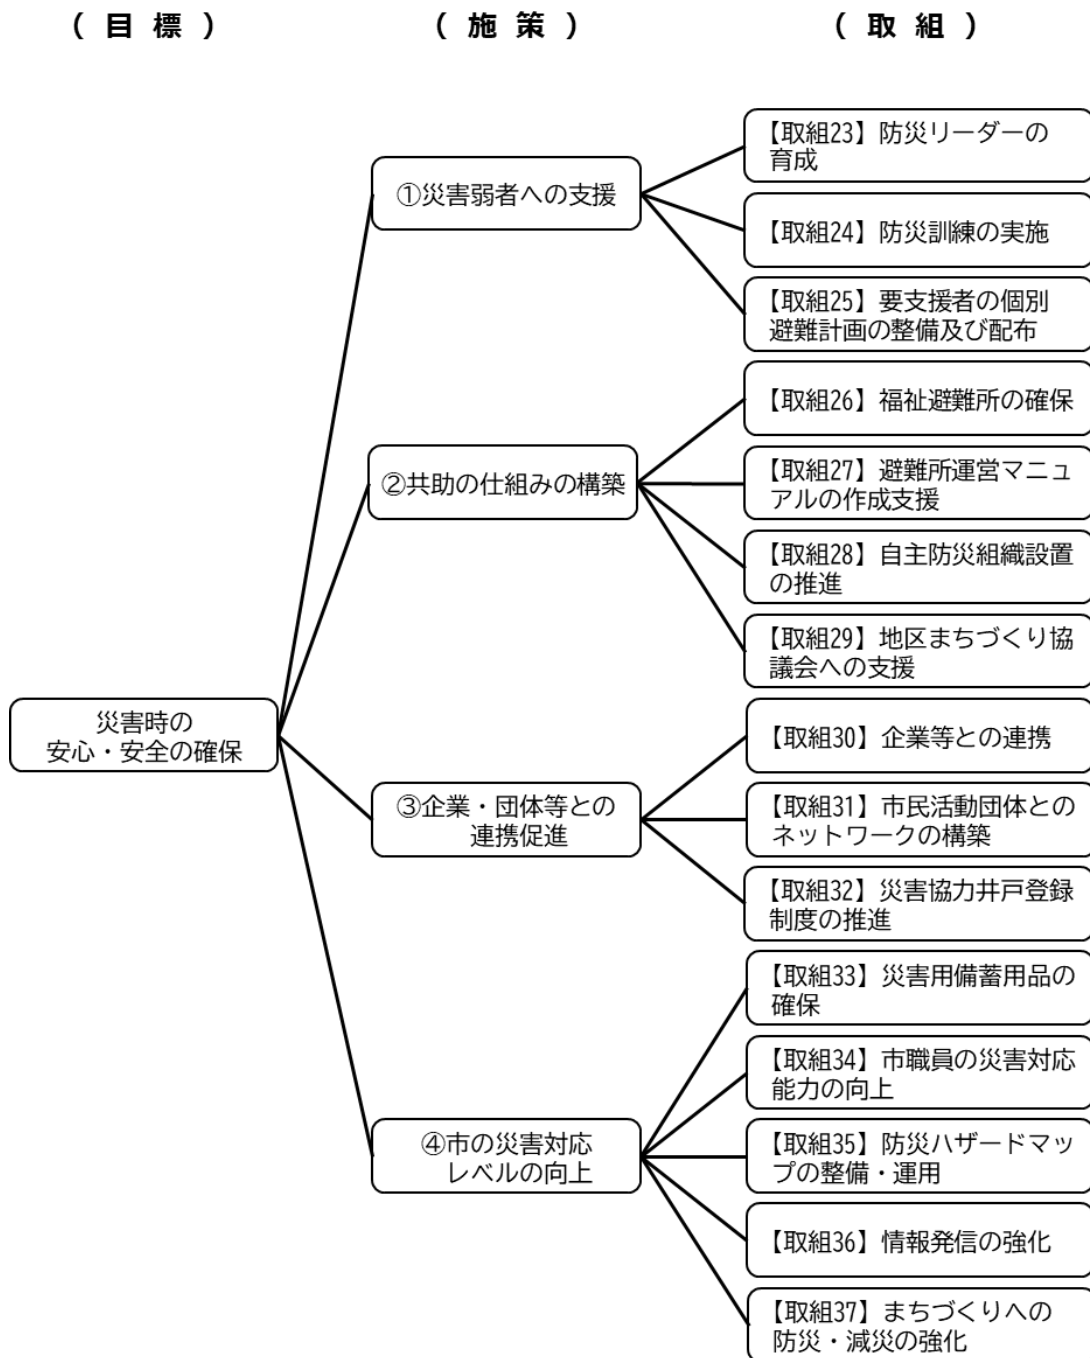 （目標）
（施策）
（取組）
災害時の
安心・安全の確保
①災害弱者への支援
【取組23】防災リーダーの
育成
【取組24】防災訓練の実施
【取組25】要支援者の個別
避難計画の整備及び配布
②共助の仕組みの構築
【取組26】福祉避難所の確保
【取組27】避難所運営マニュ
アルの作成支援
【取組28】自主防災組織設置
の推進
【取組29】地区まちづくり協
議会への支援
③企業・団体等との
連携促進
【取組30】企業等との連携
【取組31】市民活動団体との
ネットワークの構築
【取組32】災害協力井戸登録
制度の推進
④市の災害対応
レベルの向上
【取組33】災害用備蓄用品の
確保
【取組34】市職員の災害対応
能力の向上
【取組35】防災ハザードマッ
プの整備・運用
【取組36】情報発信の強化
【取組37】まちづくりへの
防災・減災の強化